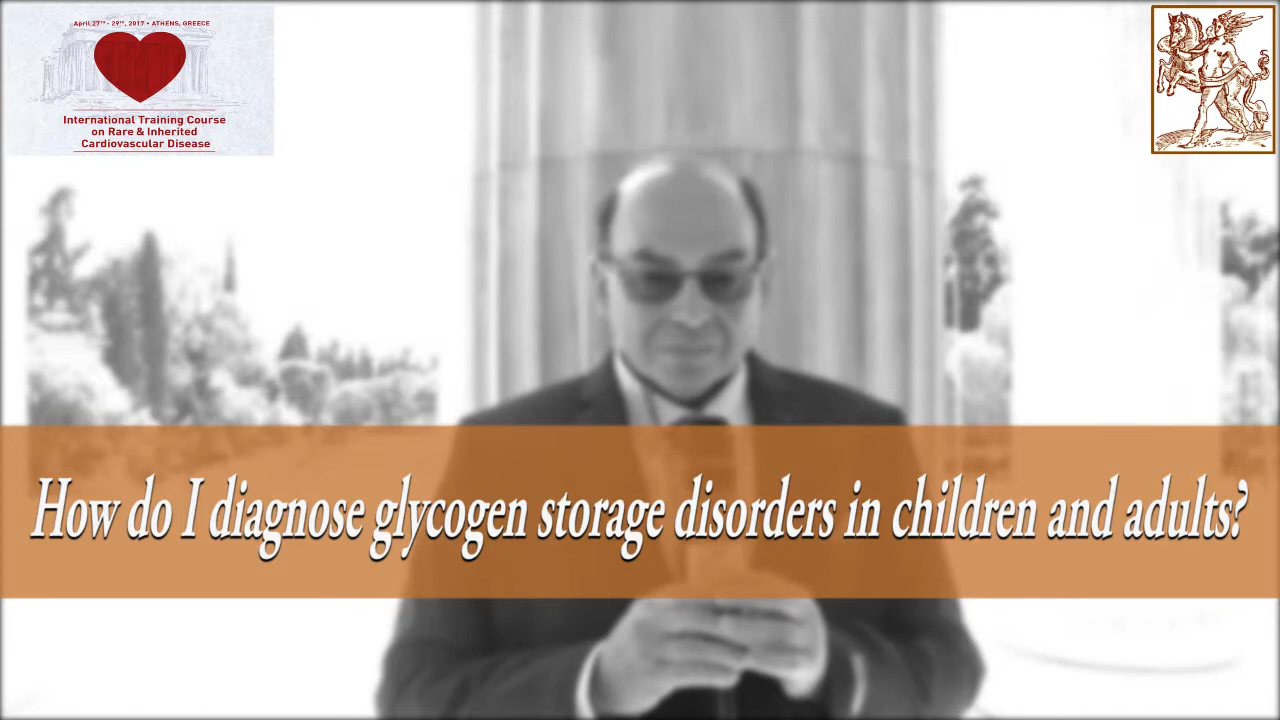 April 27ᵗʰ - 29ᵗʰ, 2017 • ATHENS, GREECE
International Training Course
on Rare & Inherited
Cardiovascular Disease
How do I diagnose glycogen storage disorders in children and adults?